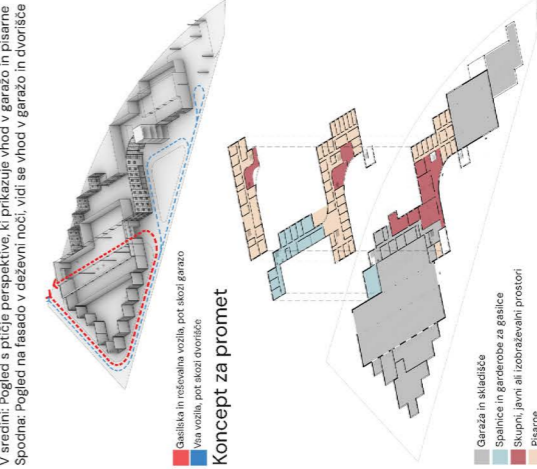 V sredini: Pogled s ptičje perspektive, ki prikazuje vhod v garažo in pisarne
Spodna: Pogled na fasado v deževni noči, vidi se vhod v garažo in dvorišče
Gasilska in reševalna vozila, pot skozi garazo
Vsa vozila, pot skozi dvorišče
Koncept za promet
Garaža in skladišče
Spalnice in garderobe za gasilce
Skupni, javni ali izobraževalni prostori
Pisarne